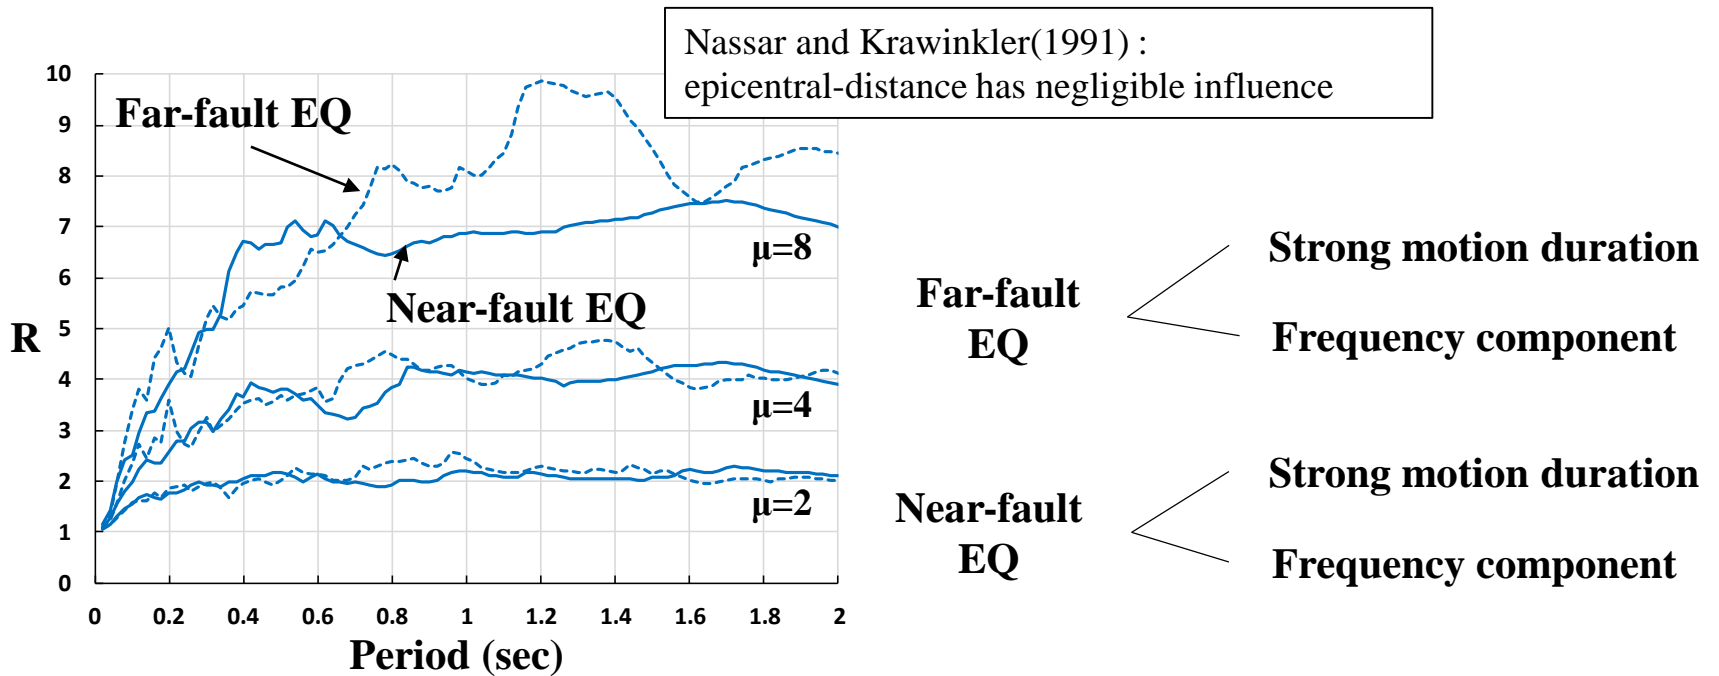 Nassar and Krawinkler(1991) :
epicentral-distance has negligible influence
10
9
8
7
6
5
4
3
2
1
0
R
Far-fault EQ
Near-fault EQ
μ=8
μ=4
μ=2
0 0.2 0.4 0.6 0.8 1 1.2 1.4 1.6 1.8 2
Period (sec)
Far-fault
EQ
Strong motion duration
Frequency component
Near-fault
EQ
Strong motion duration
Frequency component